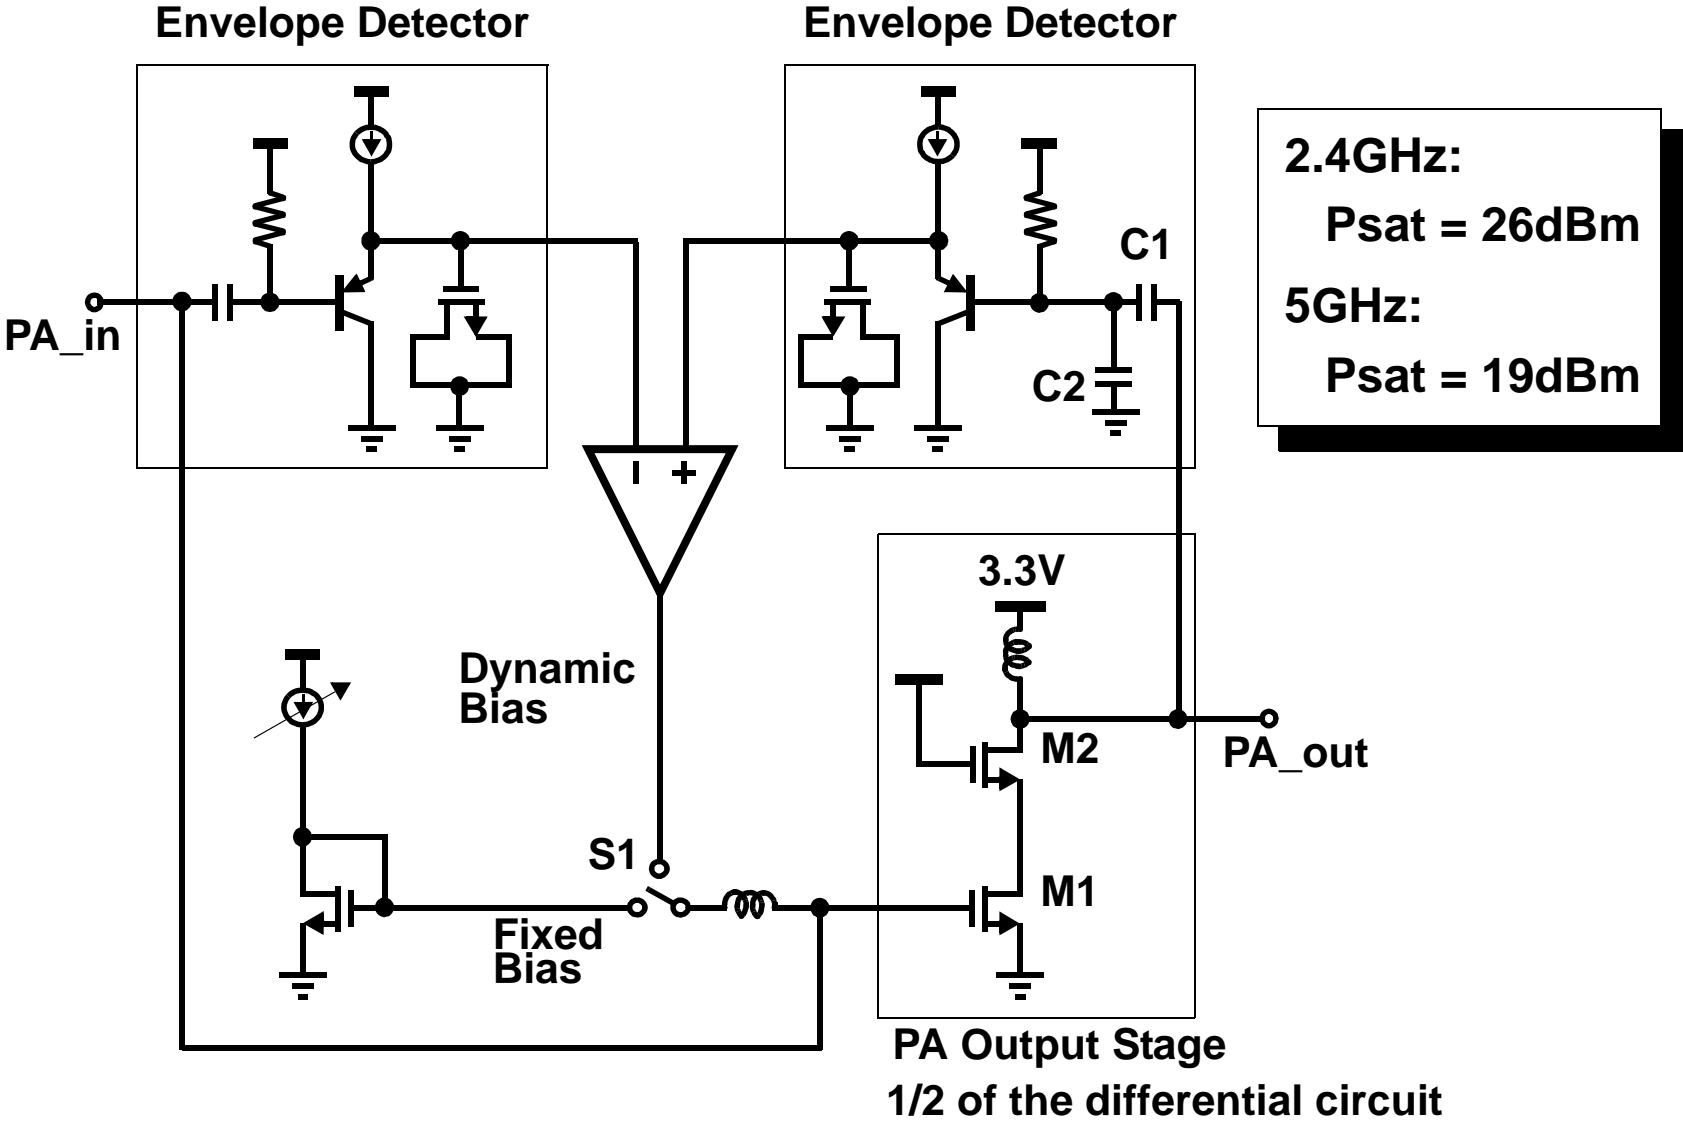 Envelope Detector
Envelope Detector
2.4GHz:
Psat = 26dBm
5GHz:
Psat = 19dBm
C1
PA_in
C2
3.3V
Dynamic
Bias
M2
PA_out
S1
M1
Fixed
Bias
PA Output Stage
1/2 of the differential circuit